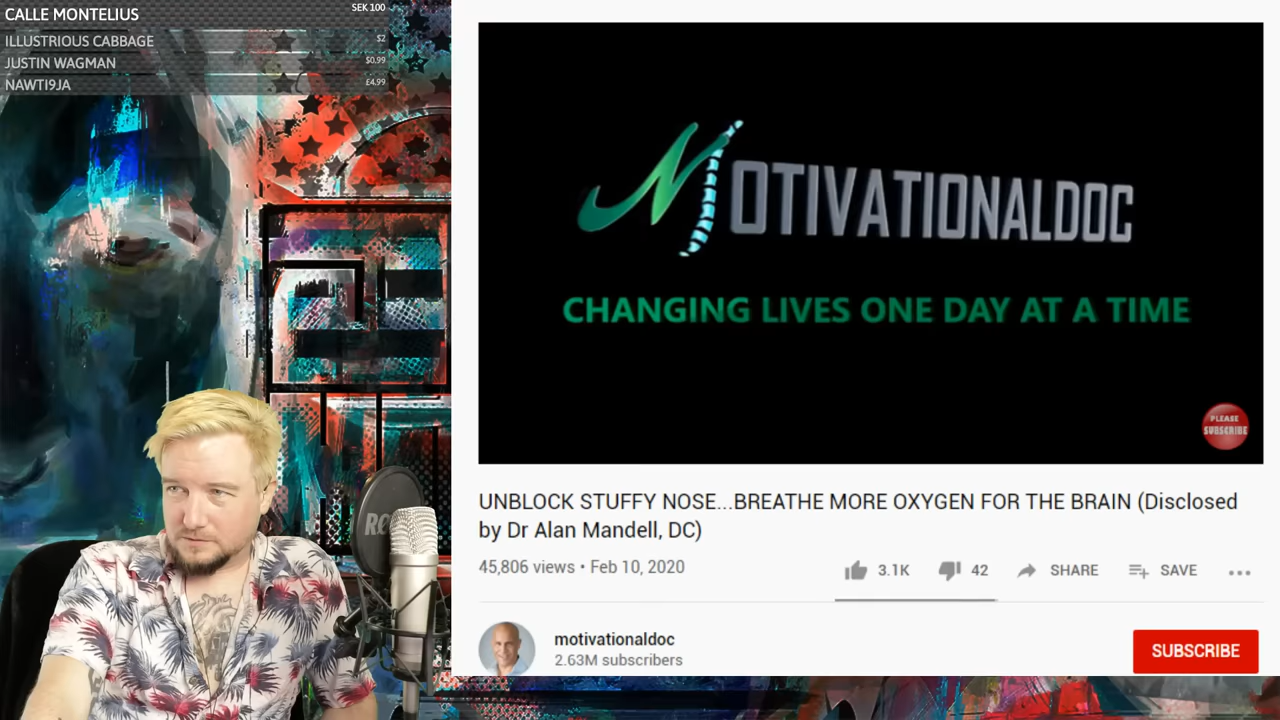 CALLE MONTELIUS SEK 100
ILLUSTRIOUS CABBAGE $2
JUSTIN WAGMAN $0.99
NAWTI9JA £4.99
MOTIVATIONALDOC
CHANGING LIVES ONE DAY AT A TIME
PLEASE
SUBSCRIBE
UNBLOCK STUFFY NOSE...BREATHE MORE OXYGEN FOR THE BRAIN (Disclosed
by Dr Alan Mandell, DC)
45,806 views • Feb 10, 2020 3.1K 42 SHARE SAVE
motivationaldoc
2.63M subscribers
SUBSCRIBE